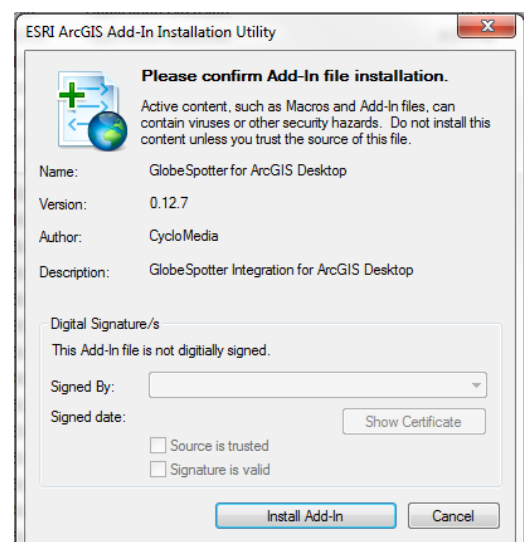 ESRI ArcGIS Add-In Installation Utility
Please confirm Add-In file installation.
Active content, such as Macros and Add-In files, can
contain viruses or other security hazards. Do not install this
content unless you trust the source of this file.
Name: GlobeSpotter for ArcGIS Desktop
Version: 0.12.7
Author: CycloMedia
Description: GlobeSpotter Integration for ArcGIS Desktop
Digital Signature/s
This Add-In file is not digitially signed.
Signed By:
Signed date: Show Certificate
Source is trusted
Signature is valid
Install Add-In Cancel